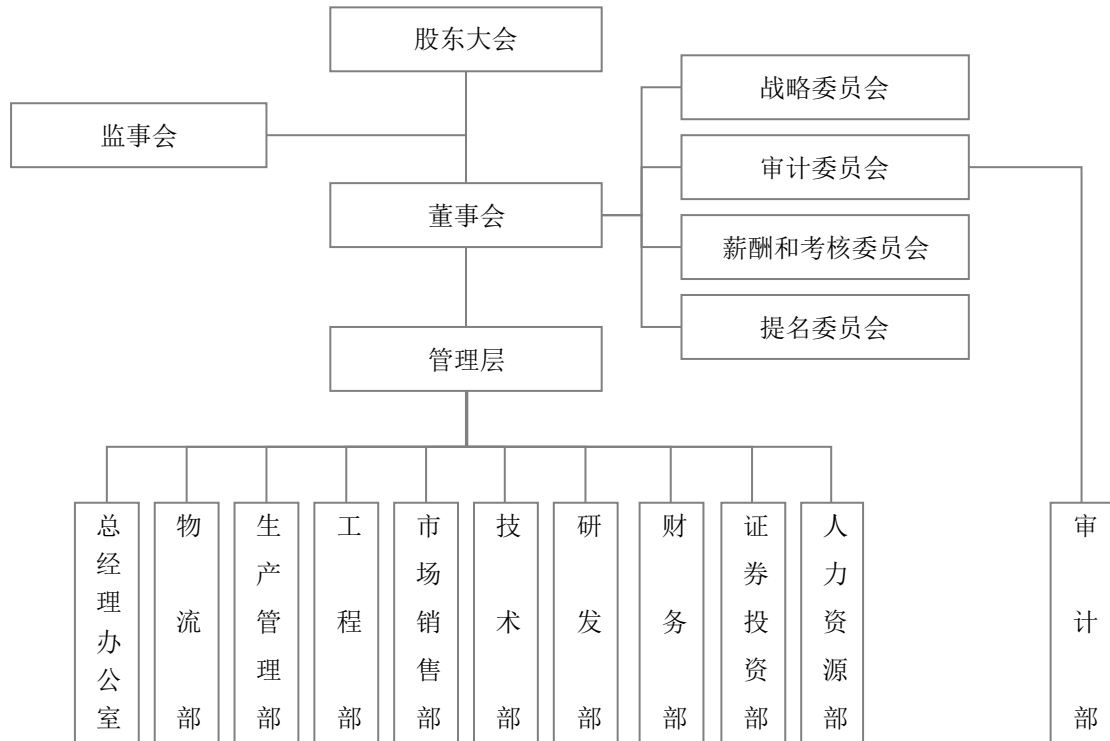 股东大会
战略委员会
监事会
审计委员会
董事会
薪酬和考核委员会
提名委员会
管理层
总经理办公室
物流部
生产管理部
工程部
市场销售部
技术部
研发部
财务部
证券投资部
人力资源部
审计部